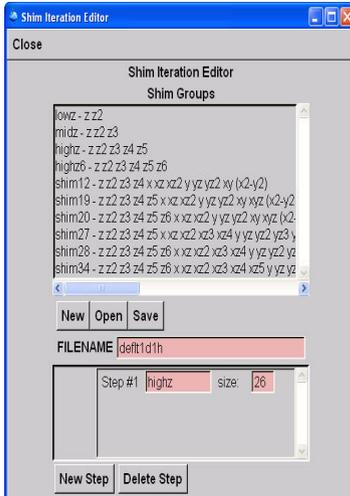 Shim Iteration Editor
Close
Shim Iteration Editor
Shim Groups
lowz - z z2
midz - z z2 z3
highz - z z2 z3 z4 z5
highz6 - z z2 z3 z4 z5 z6
shim12 - z z2 z3 z4 x xz xz2 y yz yz2 xy (x2-y2)
shim19 - z z2 z3 z4 z5 x xz xz2 y yz yz2 xy xyz (x2-
shim20 - z z2 z3 z4 z5 z6 x xz xz2 y yz yz2 xy xyz (x2-
shim27 - z z2 z3 z4 z5 x xz xz2 xz3 xz4 y yz yz2 yz3 y
shim28 - z z2 z3 z4 z5 z6 x xz xz2 xz3 xz4 y yz yz2 yz
shim34 - z z2 z3 z4 z5 z6 x xz xz2 xz3 xz4 xz5 y yz yz
New Open Save
FILENAME deflt1d1h
Step #1 highz size: 26
New Step Delete Step